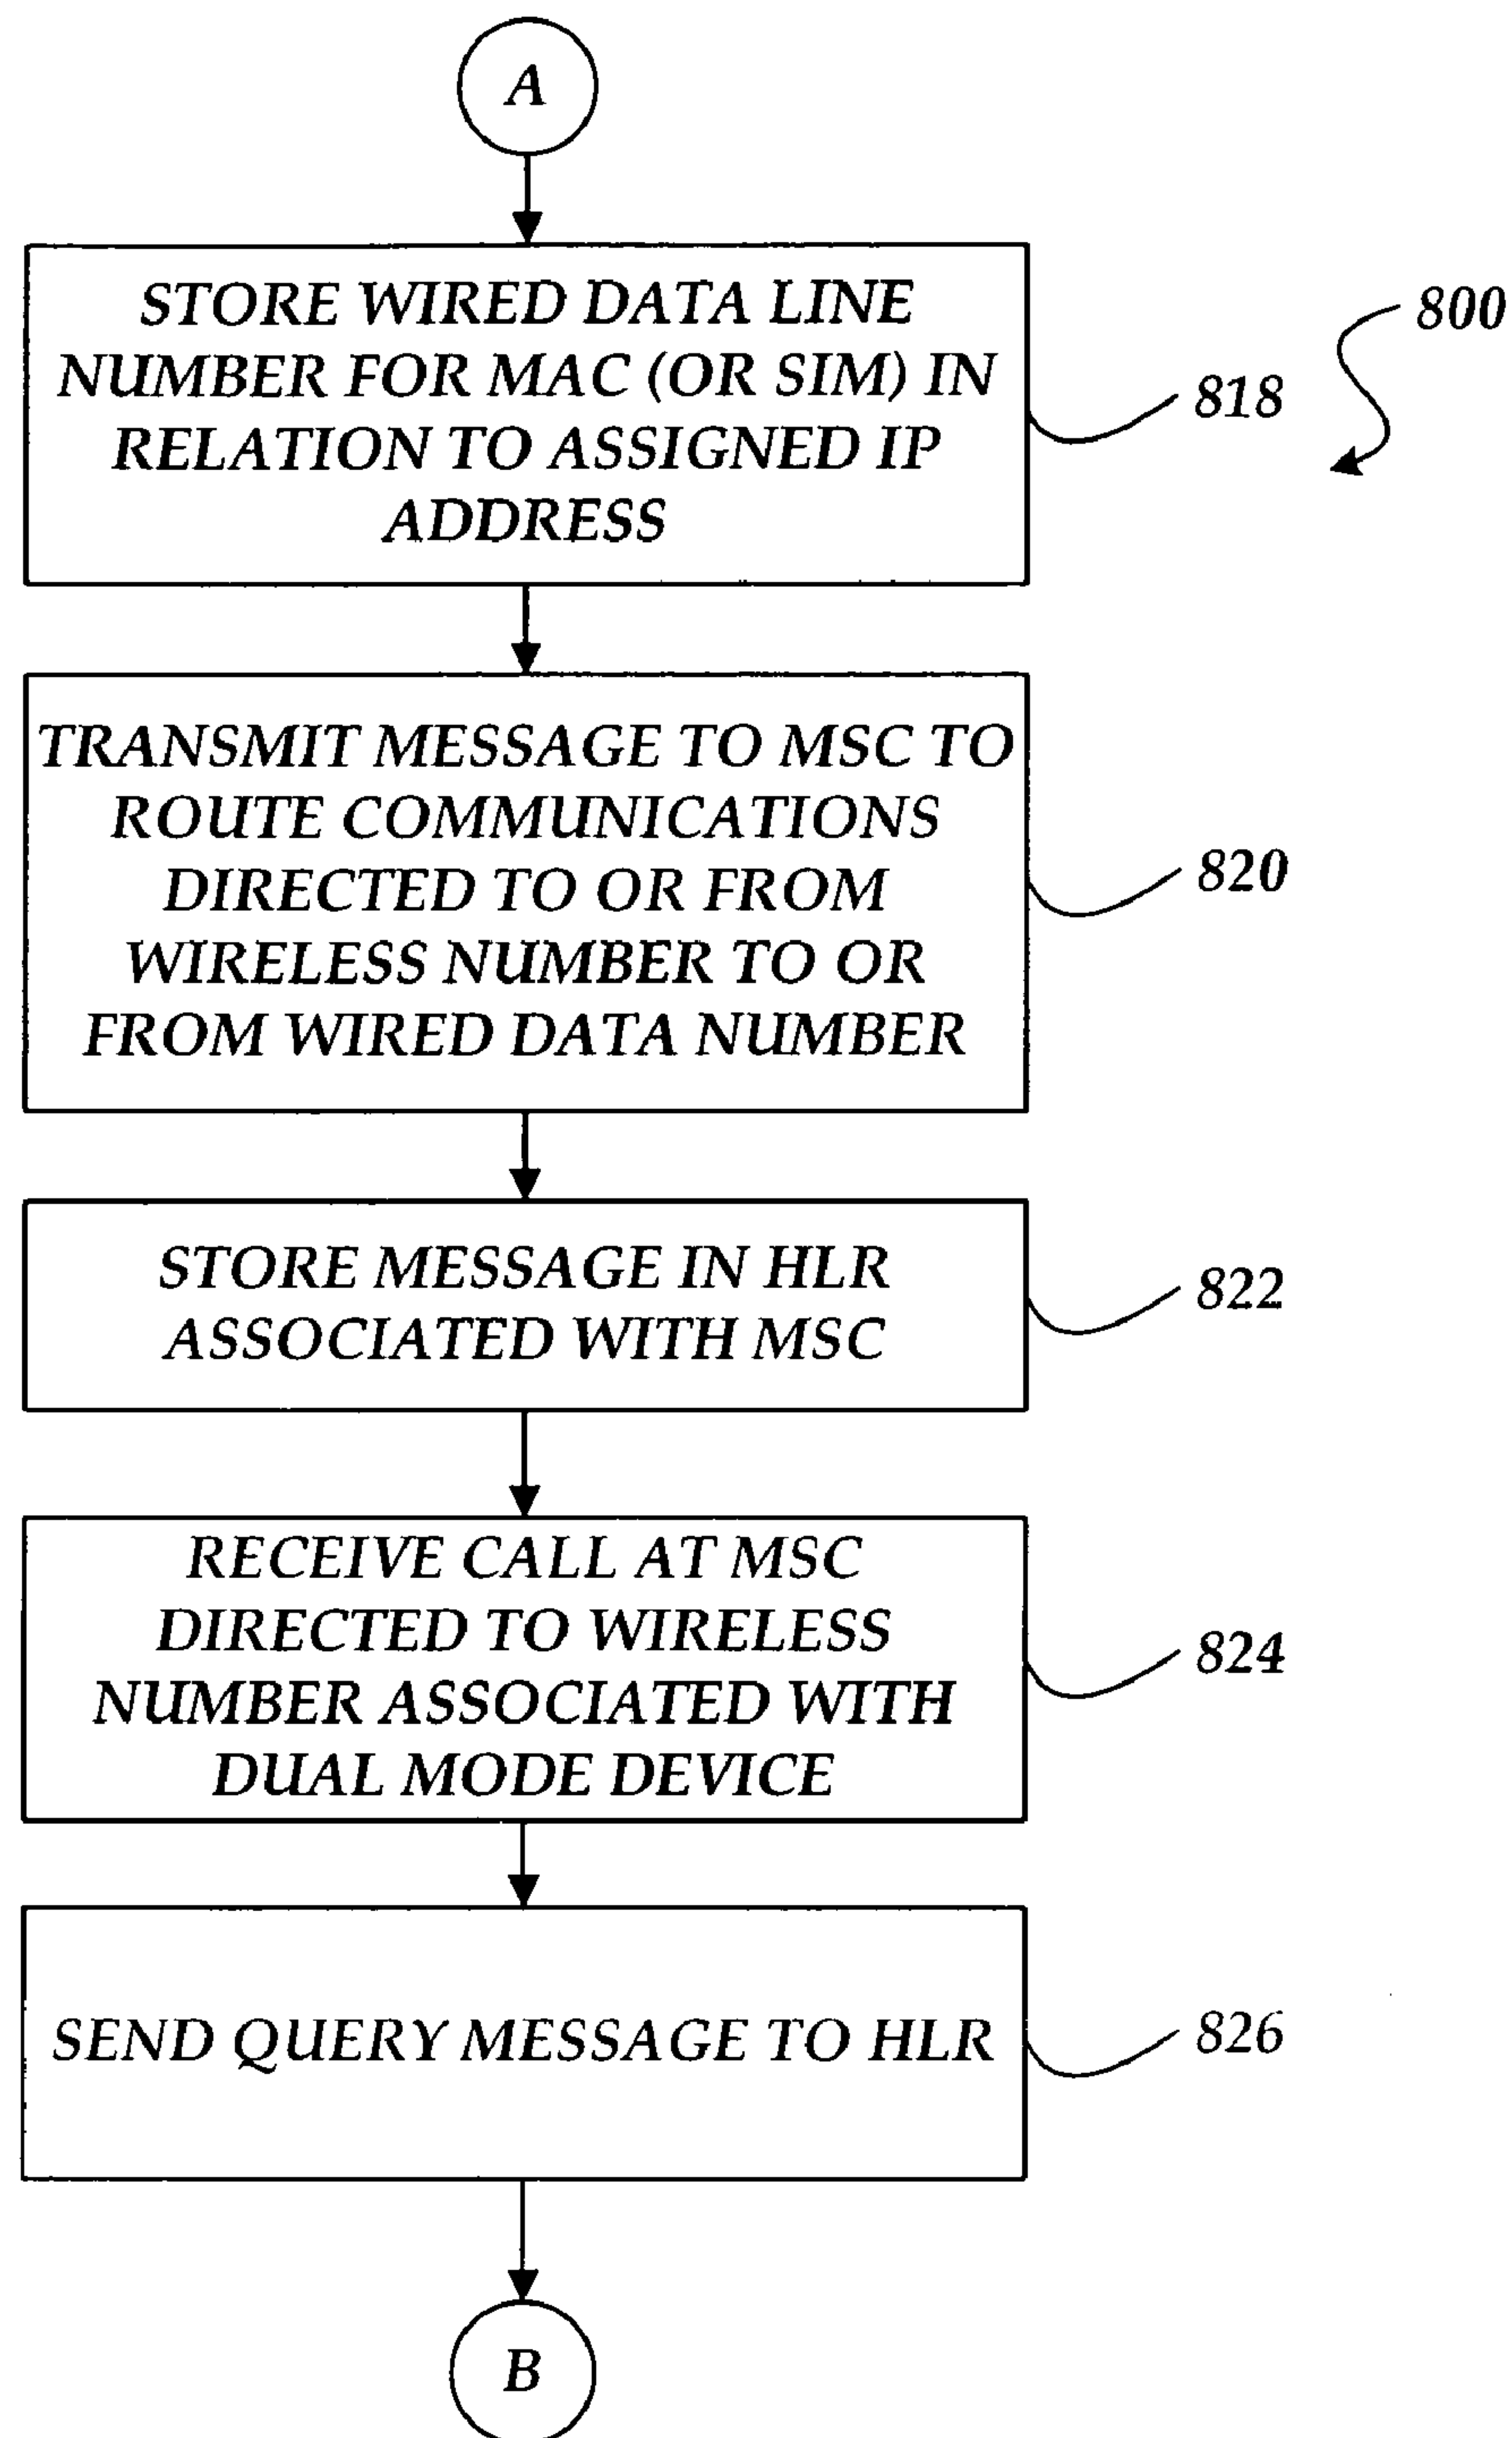 A
STORE WIRED DATA LINE
NUMBER FOR MAC (OR SIM) IN
RELATION TO ASSIGNED IP
ADDRESS
800
818
TRANSMIT MESSAGE TO MSC TO
ROUTE COMMUNICATIONS
DIRECTED TO OR FROM
WIRELESS NUMBER TO OR
FROM WIRED DATA NUMBER
820
STORE MESSAGE IN HLR
ASSOCIATED WITH MSC
822
RECEIVE CALL AT MSC
DIRECTED TO WIRELESS
NUMBER ASSOCIATED WITH
DUAL MODE DEVICE
824
SEND QUERY MESSAGE TO HLR
826
B